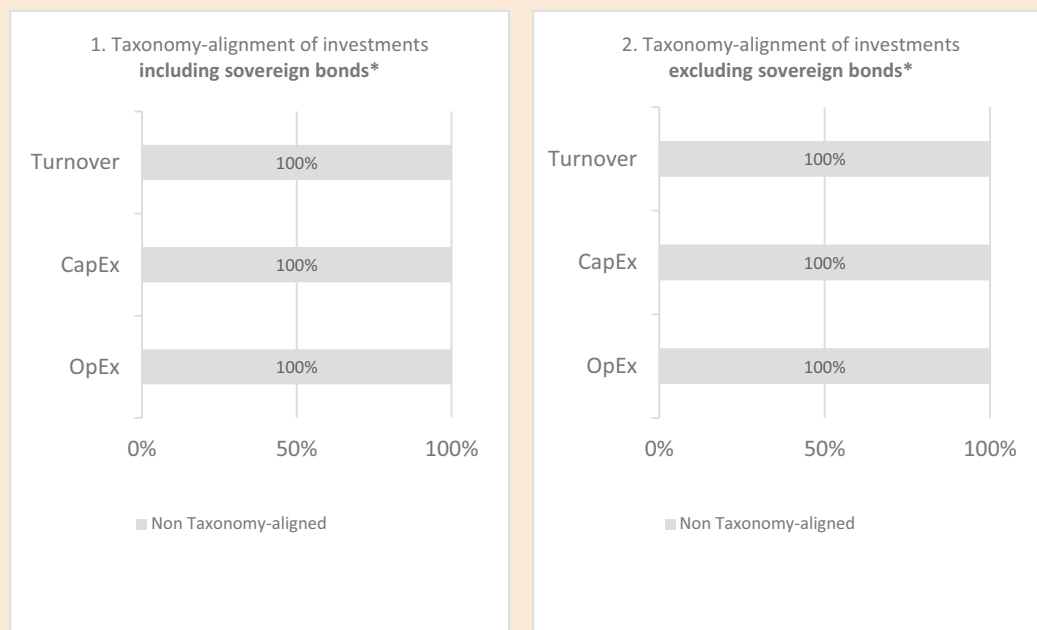 1. Taxonomy-alignment of investments
including sovereign bonds*
Turnover
100%
CapEx
100%
OpEx
100%
0%
50%
100%
Non Taxonomy-aligned
2. Taxonomy-alignment of investments
excluding sovereign bonds*
Turnover
100%
CapEx
100%
OpEx
100%
0%
50%
100%
Non Taxonomy-aligned